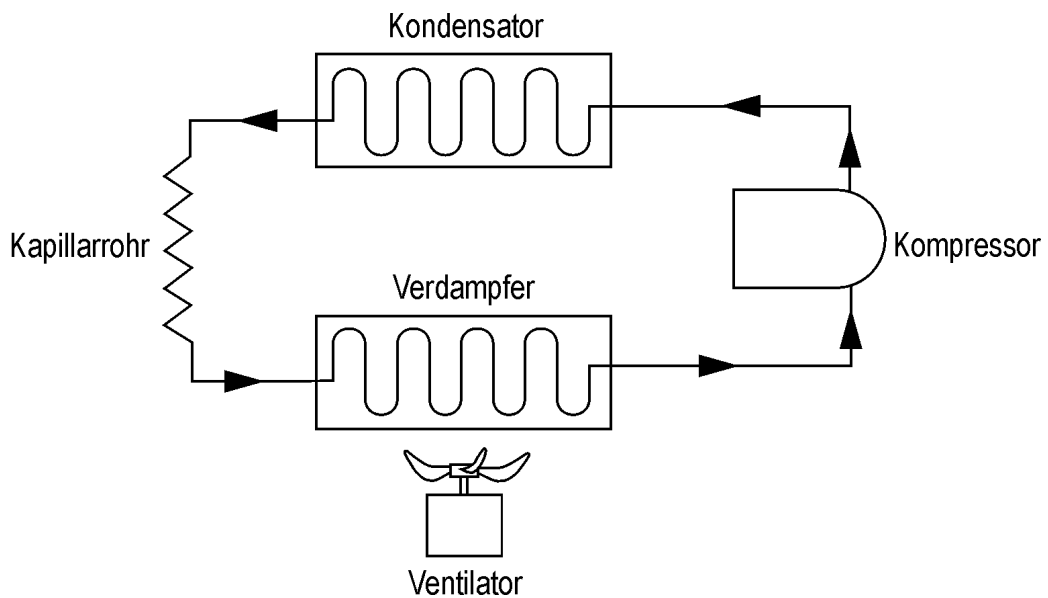 Kondensator
Kapillarrohr
Kompressor
Verdampfer
Ventilator